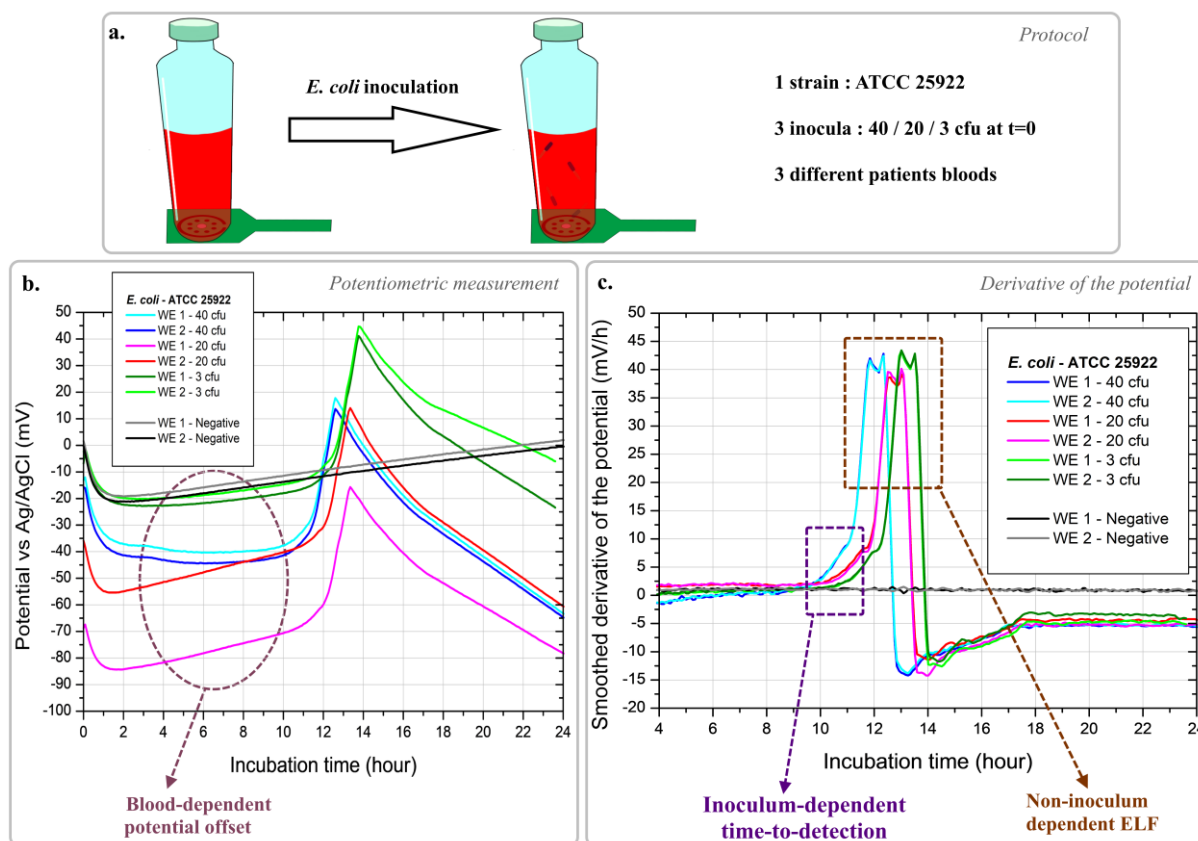 a.
Protocol
E. coli inoculation
1 strain : ATCC 25922
3 inocula : 40 / 20 / 3 cfu at t=0
3 different patients bloods
b.
Potentiometric measurement
E. coli - ATCC 25922
WE 1 - 40 cfu
WE 2 - 40 cfu
WE 1 - 20 cfu
WE 2 - 20 cfu
WE 1 - 3 cfu
WE 2 - 3 cfu
WE 1 - Negative
WE 2 - Negative
Potential vs Ag/AgCl (mV)
50
40
30
20
10
0
-10
-20
-30
-40
-50
-60
-70
-80
-90
-100
0 2 4 6 8 10 12 14 16 18 20 22 24
Incubation time (hour)
Blood-dependent
potential offset
c.
Derivative of the potential
E. coli - ATCC 25922
WE 1 - 40 cfu
WE 2 - 40 cfu
WE 1 - 20 cfu
WE 2 - 20 cfu
WE 1 - 3 cfu
WE 2 - 3 cfu
WE 1 - Negative
WE 2 - Negative
Smoothed derivative of the potential (mV/h)
50
45
40
35
30
25
20
15
10
5
0
-5
-10
-15
-20
4 6 8 10 12 14 16 18 20 22 24
Incubation time (hour)
Inoculum-dependent
time-to-detection
Non-inoculum
dependent ELF